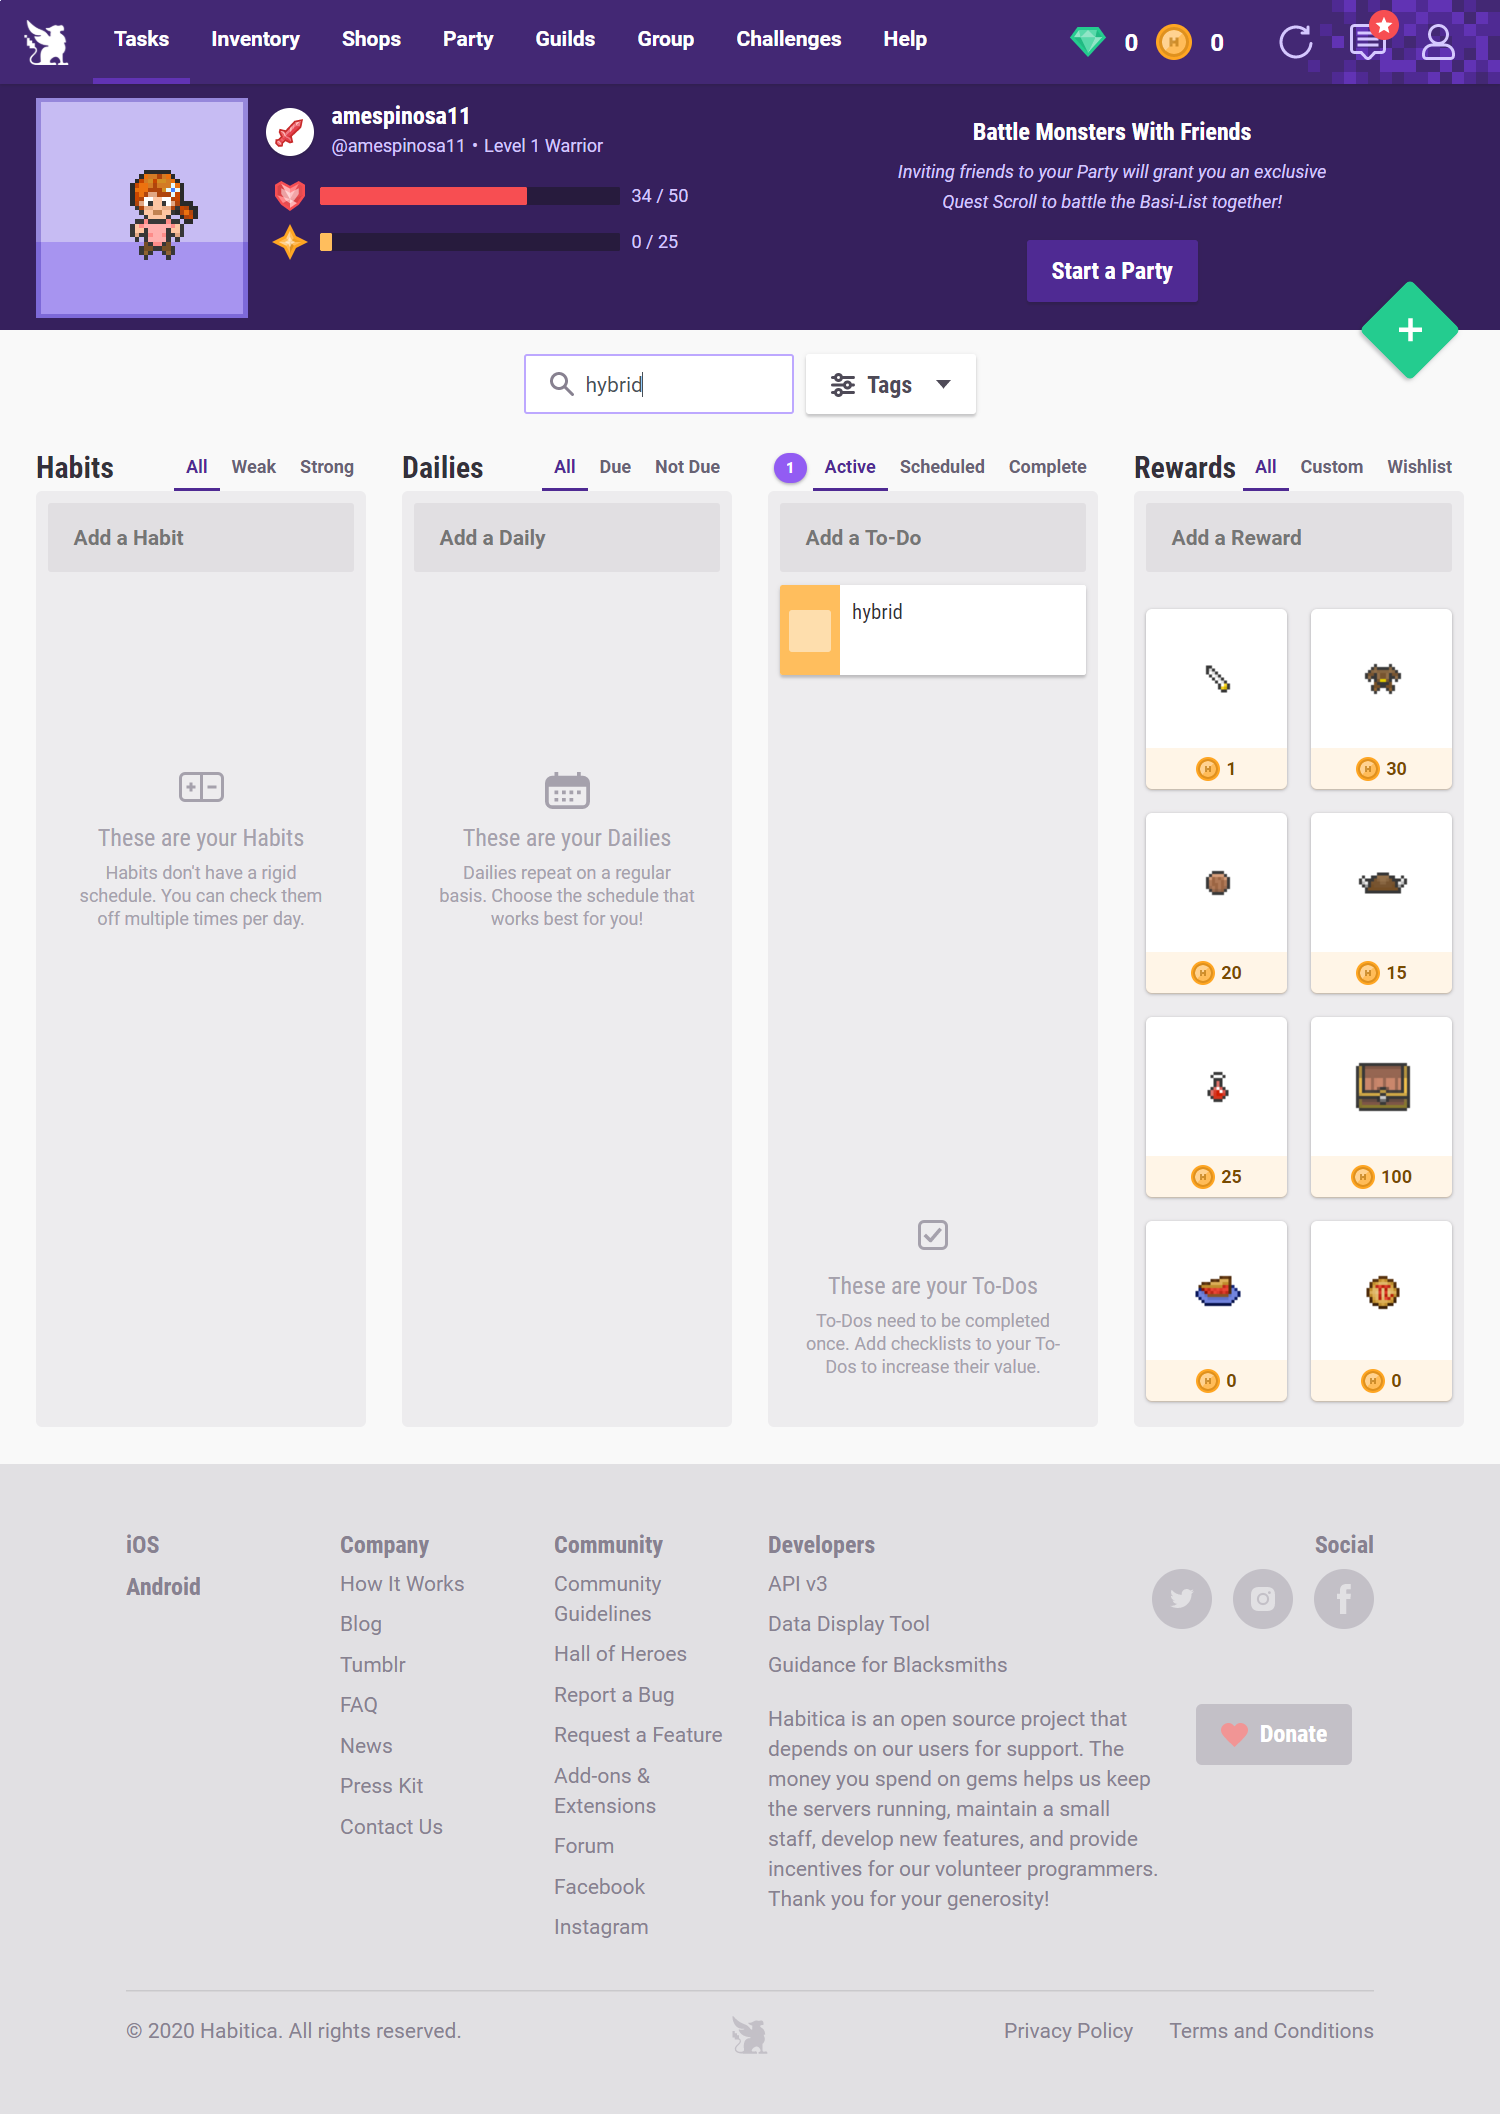 Tasks Inventory Shops Party Guilds Group Challenges Help 0 0
amespinosa11
@amespinosa11 • Level 1 Warrior
34 / 50
0 / 25
Battle Monsters With Friends
Inviting friends to your Party will grant you an exclusive
Quest Scroll to battle the Basi-List together!
Start a Party
hybrid
Tags
Habits All Weak Strong
Add a Habit
These are your Habits
Habits don't have a rigid
schedule. You can check them
off multiple times per day.
Dailies All Due Not Due
Add a Daily
These are your Dailies
Dailies repeat on a regular
basis. Choose the schedule that
works best for you!
1 Active Scheduled Complete
Add a To-Do
hybrid
These are your To-Dos
To-Dos need to be completed
once. Add checklists to your To-
Dos to increase their value.
Rewards All Custom Wishlist
Add a Reward
1 30
20 15
25 100
0 0
iOS
Android
Company
How It Works
Blog
Tumblr
FAQ
News
Press Kit
Contact Us
Community
Community
Guidelines
Hall of Heroes
Report a Bug
Request a Feature
Add-ons &
Extensions
Forum
Facebook
Instagram
Developers
API v3
Data Display Tool
Guidance for Blacksmiths
Habitica is an open source project that
depends on our users for support. The
money you spend on gems helps us keep
the servers running, maintain a small
staff, develop new features, and provide
incentives for our volunteer programmers.
Thank you for your generosity!
Social
Donate
© 2020 Habitica. All rights reserved.
Privacy Policy Terms and Conditions